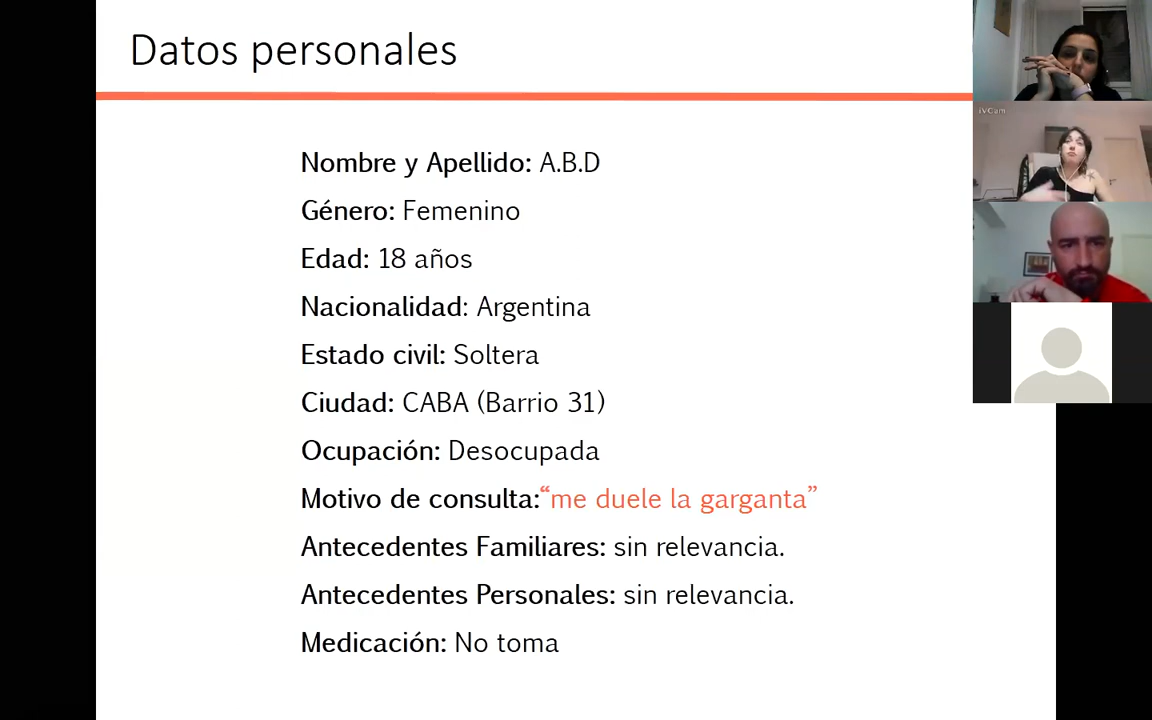 Datos personales
Nombre y Apellido: A.B.D
Género: Femenino
Edad: 18 años
Nacionalidad: Argentina
Estado civil: Soltera
Ciudad: CABA (Barrio 31)
Ocupación: Desocupada
Motivo de consulta:“me duele la garganta”
Antecedentes Familiares: sin relevancia.
Antecedentes Personales: sin relevancia.
Medicación: No toma
iVCam